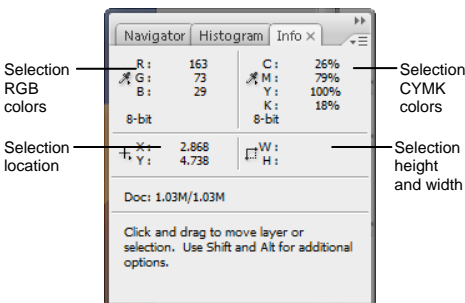 Navigator Histogram Info ×
Selection
RGB
colors
R: 163
G: 73
B: 29
8-bit
C: 26%
M: 79%
Y: 100%
K: 18%
8-bit
Selection
CYMK
colors
Selection
location
X: 2.868
Y: 4.738
W:
H:
Selection
height
and width
Doc: 1.03M/1.03M
Click and drag to move layer or
selection. Use Shift and Alt for additional
options.